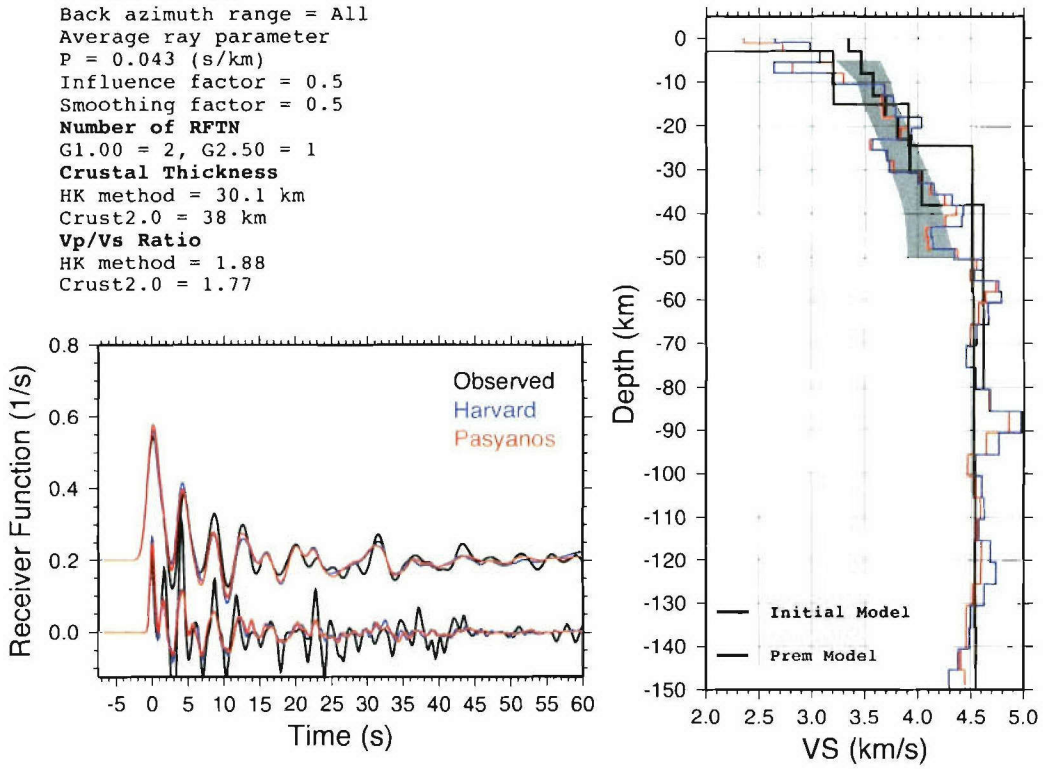 Back azimuth range = All
Average ray parameter
P = 0.043 (s/km)
Influence factor = 0.5
Smoothing factor = 0.5
Number of RFTN
G1.00 = 2, G2.50 = 1
Crustal Thickness
HK method = 30.1 km
Crust2.0 = 38 km
Vp/Vs Ratio
HK method = 1.88
Crust2.0 = 1.77
Receiver Function (1/s)
0.8
0.6
0.4
0.2
0.0
Observed
Harvard
Pasyanos
-5 0 5 10 15 20 25 30 35 40 45 50 55 60
Time (s)
Depth (km)
0
-10
-20
-30
-40
-50
-60
-70
-80
-90
-100
-110
-120
-130
-140
-150
Initial Model
Prem Model
2.0 2.5 3.0 3.5 4.0 4.5 5.0
VS (km/s)